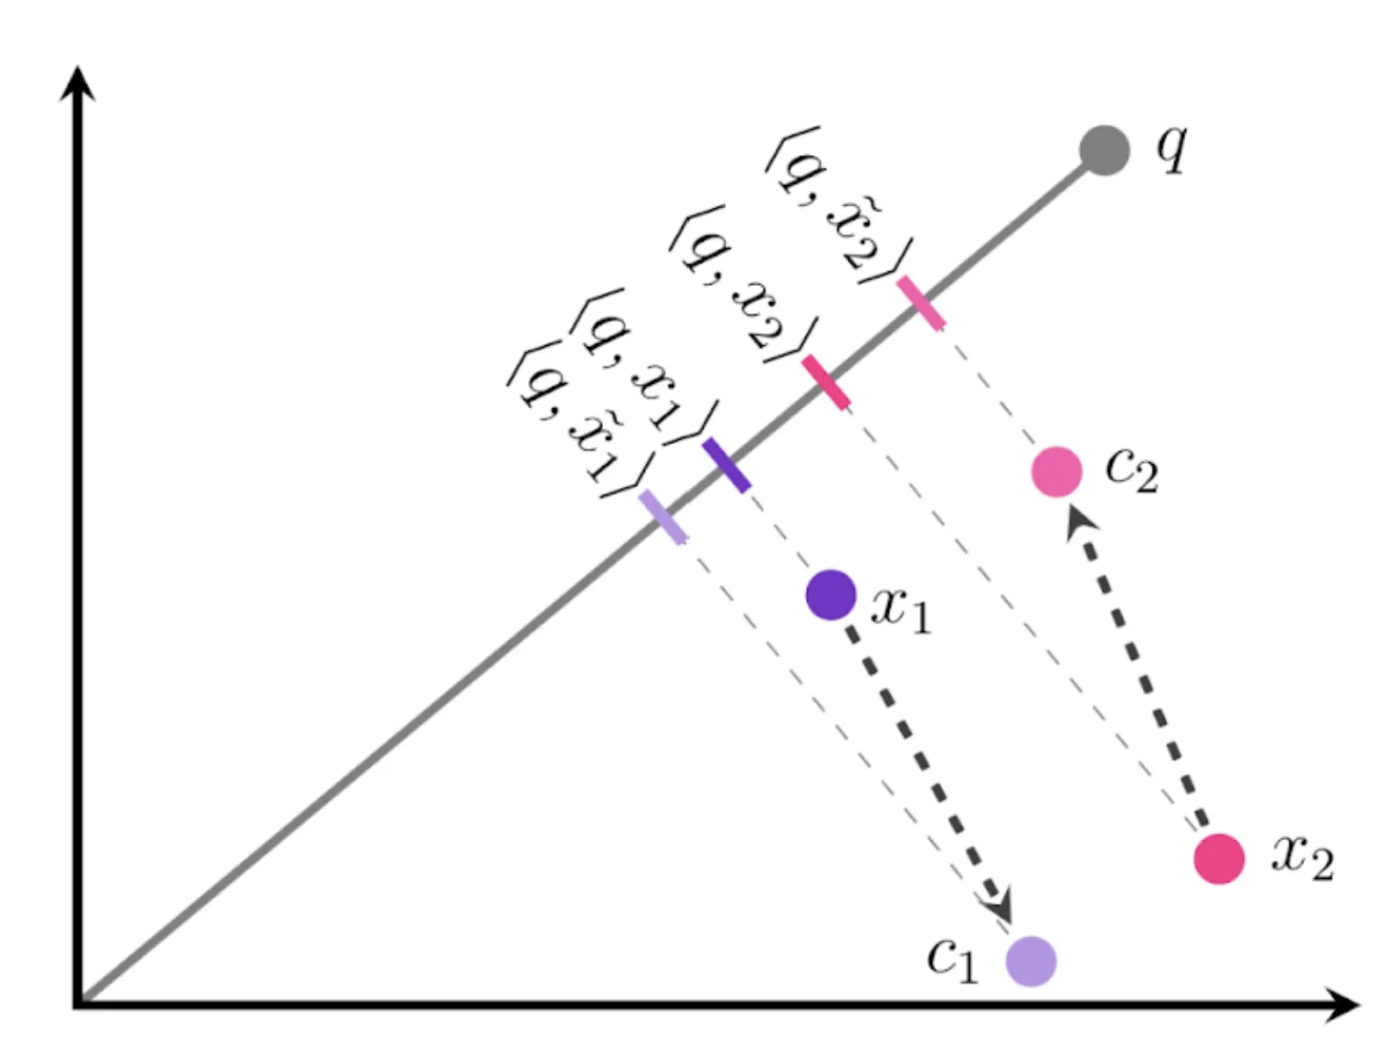 q
⟨q, x̃₂⟩
⟨q, x₂⟩
⟨q, x₁⟩
⟨q, x̃₁⟩
c₂
x₁
x₂
c₁